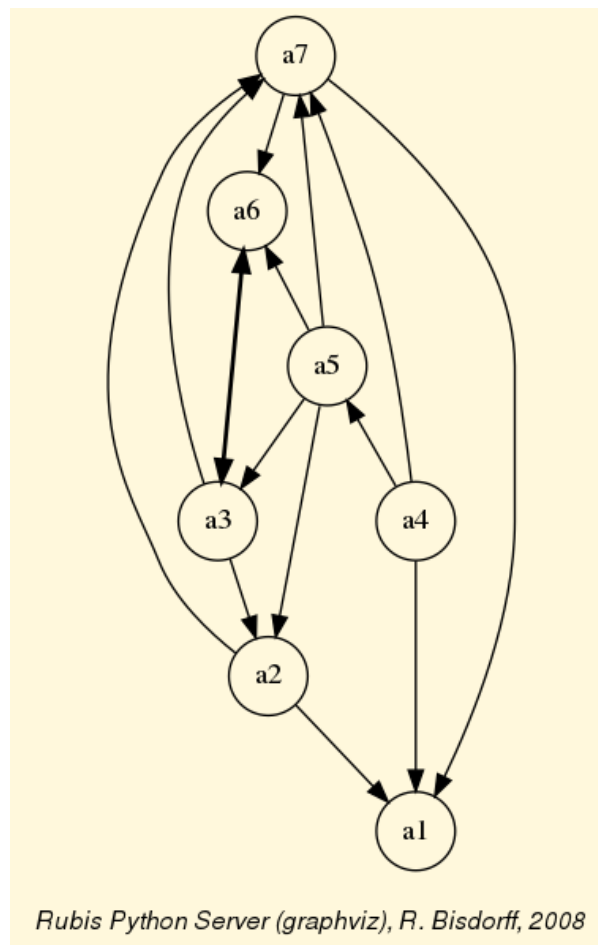 a7
a6
a5
a3
a4
a2
a1
Rubis Python Server (graphviz), R. Bisdorff, 2008